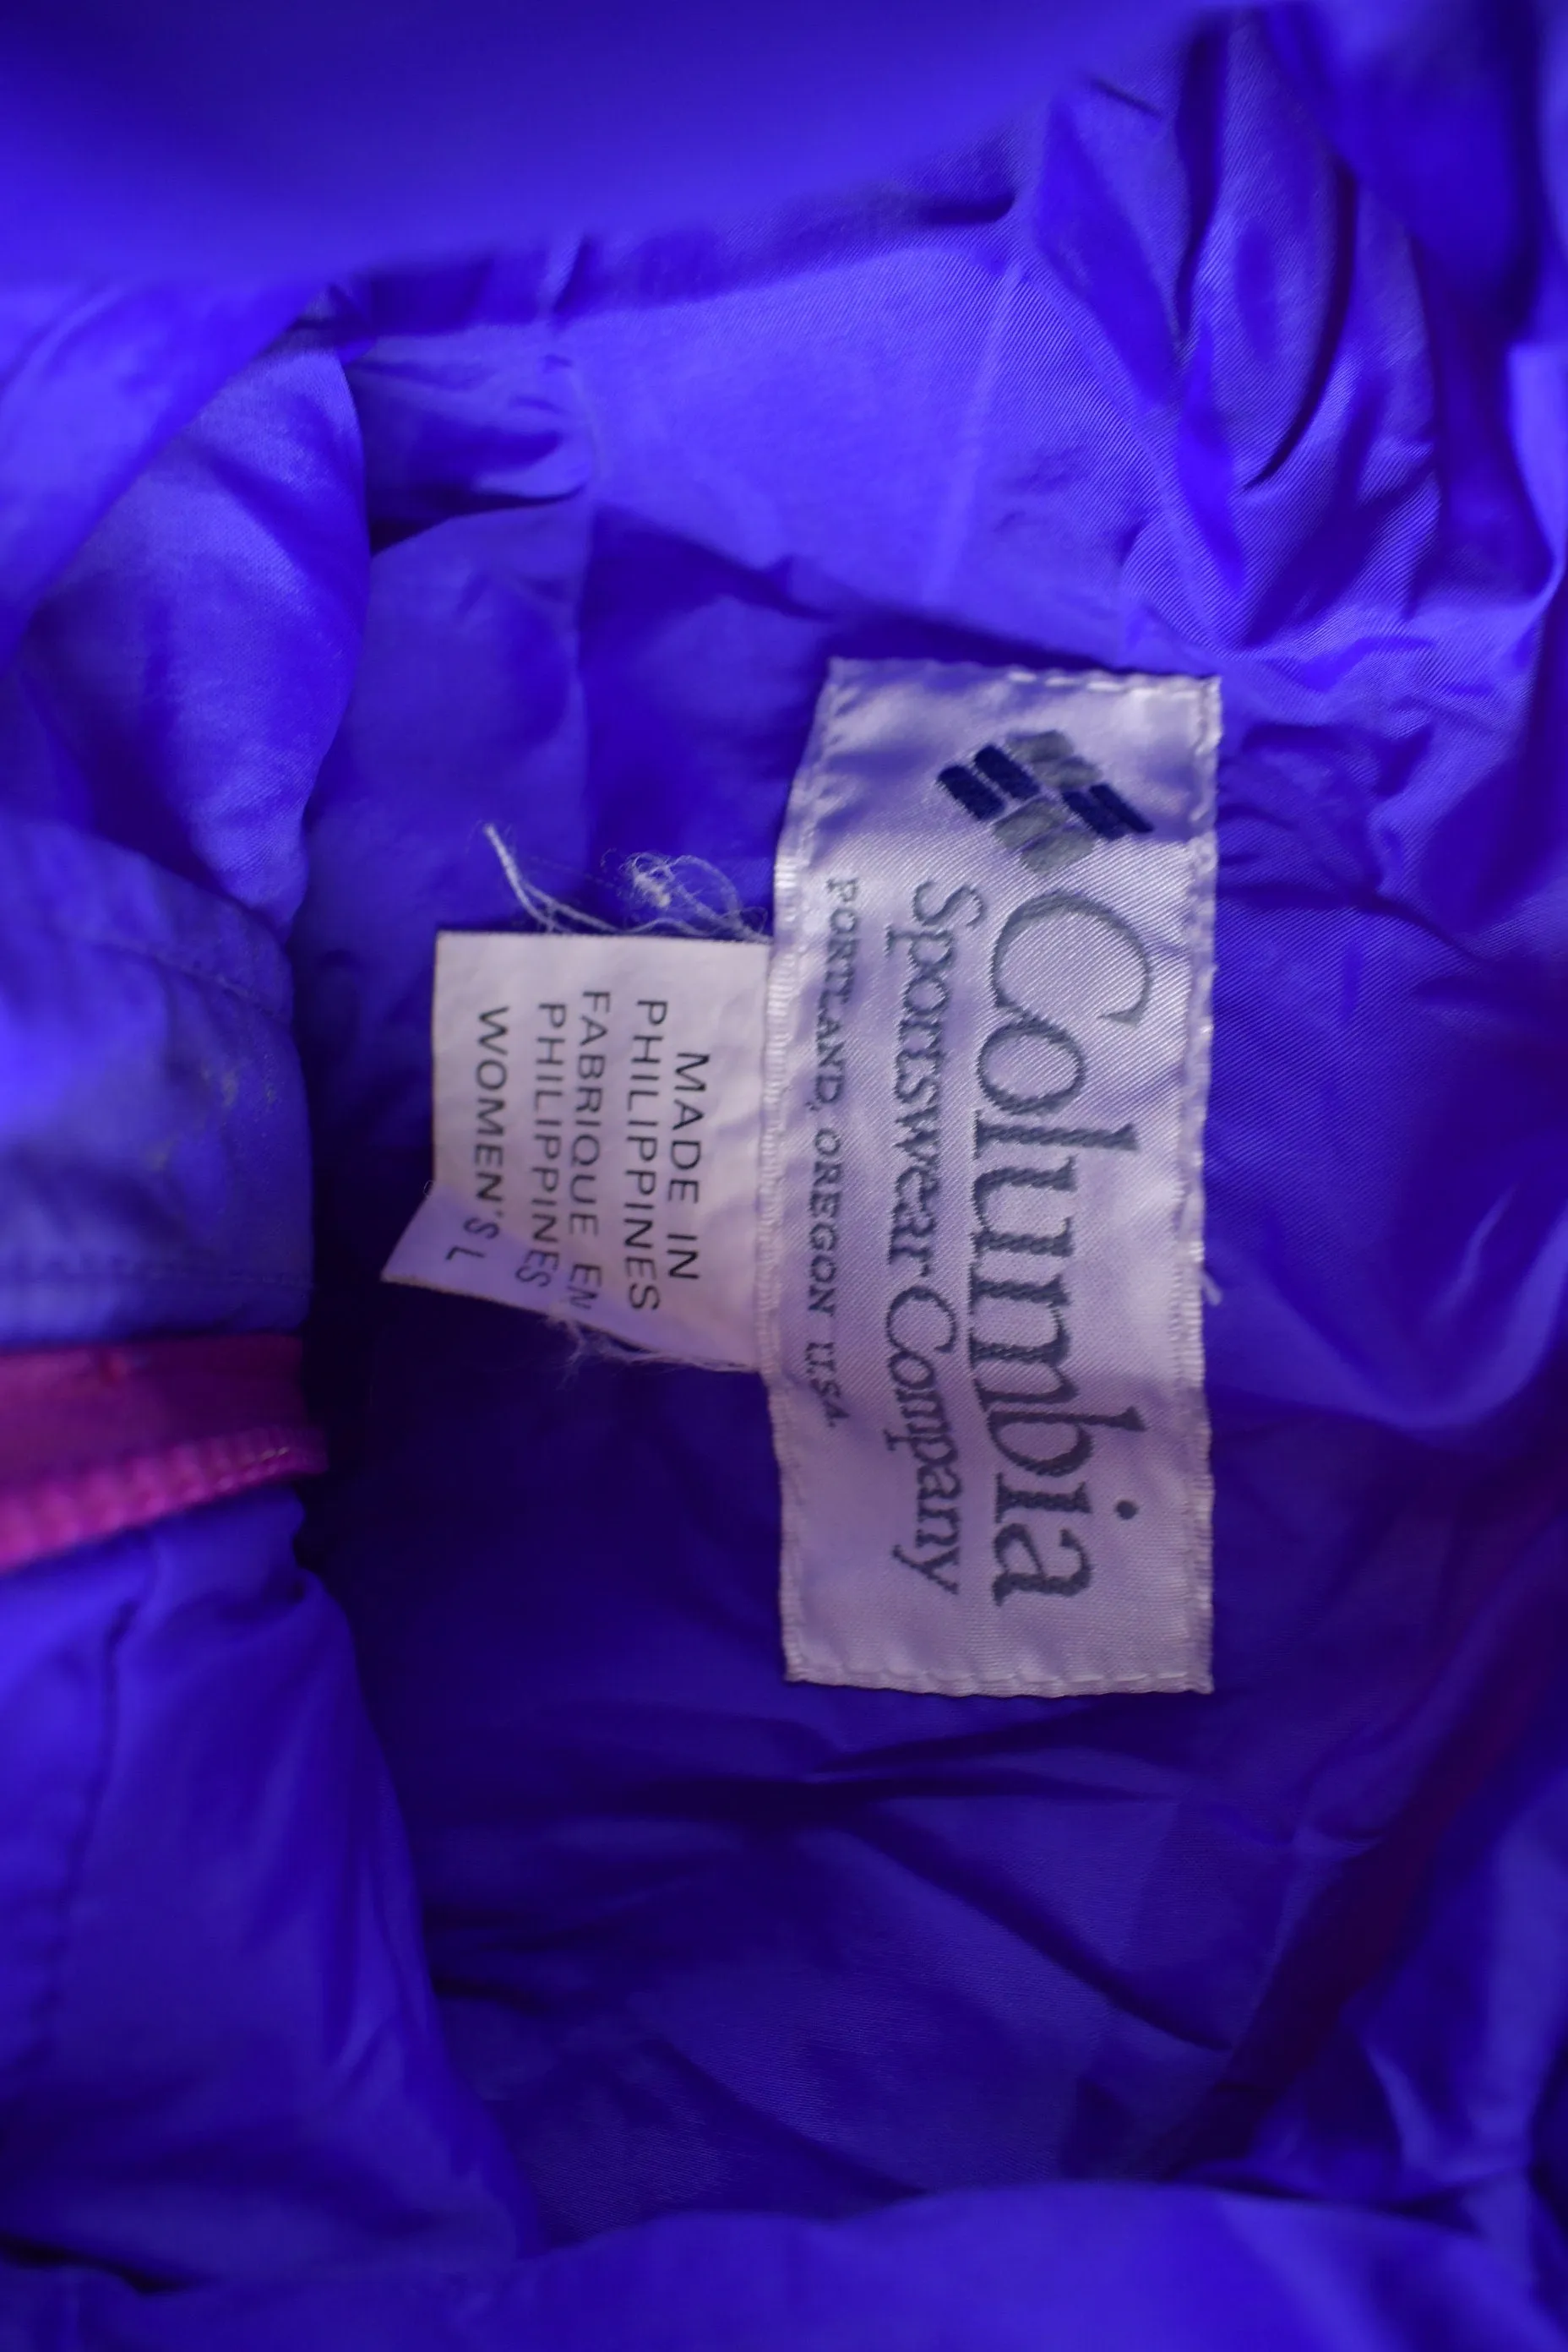 Columbia
Sportswear Company
PORTLAND, OREGON U.S.A.
MADE IN
PHILIPPINES
FABRIQUE EN
PHILIPPINES
WOMEN'S L